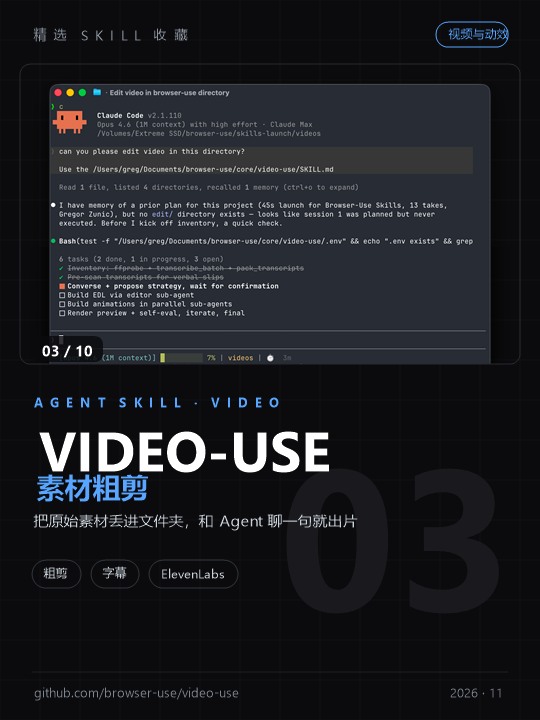 精选 SKILL 收藏
视频与动效
· Edit video in browser-use directory
) c
Claude Code v2.1.110
Opus 4.6 (1M context) with high effort · Claude Max
/Volumes/Extreme SSD/browser-use/skills-launch/videos
can you please edit video in this directory?
Use the /Users/greg/Documents/browser-use/core/video-use/SKILL.md
Read 1 file, listed 4 directories, recalled 1 memory (ctrl+o to expand)
I have memory of a prior plan for this project (45s launch for Browser-Use Skills, 13 takes,
Gregor Zunic), but no edit/ directory exists — looks like session 1 was planned but never
executed. Before I kick off inventory, a quick check.
Bash(test -f "/Users/greg/Documents/browser-use/core/video-use/.env" && echo ".env exists" && grep
6 tasks (2 done, 1 in progress, 3 open)
✓ Inventory: ffprobe + transcribe_batch + pack_transcripts
✓ Pre-scan transcripts for verbal slips
Converse + propose strategy, wait for confirmation
Build EDL via editor sub-agent
Build animations in parallel sub-agents
Render preview + self-eval, iterate, final
03 / 10
(1M context)] 7% | videos | 3m
AGENT SKILL · VIDEO
VIDEO-USE
素材粗剪
03
把原始素材丢进文件夹，和 Agent 聊一句就出片
粗剪
字幕
ElevenLabs
github.com/browser-use/video-use
2026 · 11